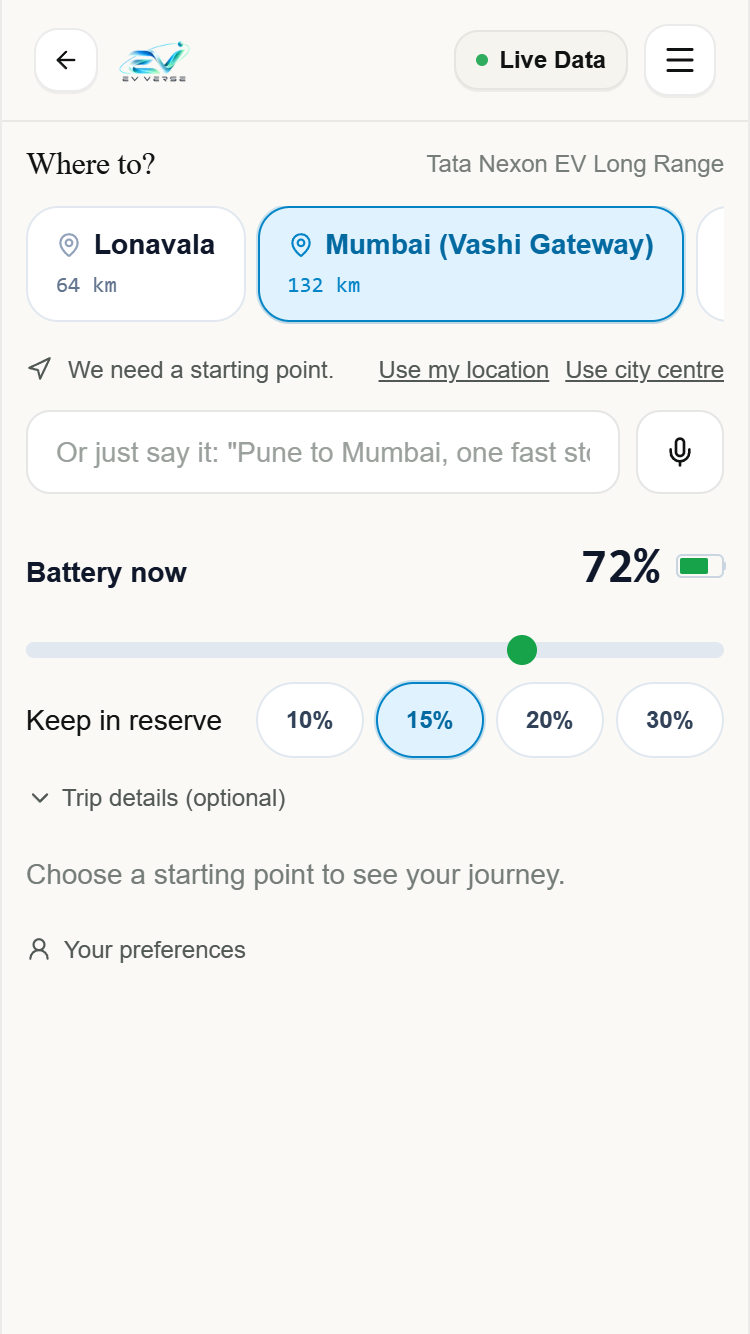 EV VERSE
Live Data
Where to?
Tata Nexon EV Long Range
Lonavala
64 km
Mumbai (Vashi Gateway)
132 km
We need a starting point.
Use my location
Use city centre
Or just say it: "Pune to Mumbai, one fast sto
Battery now
72%
Keep in reserve
10%
15%
20%
30%
Trip details (optional)
Choose a starting point to see your journey.
Your preferences